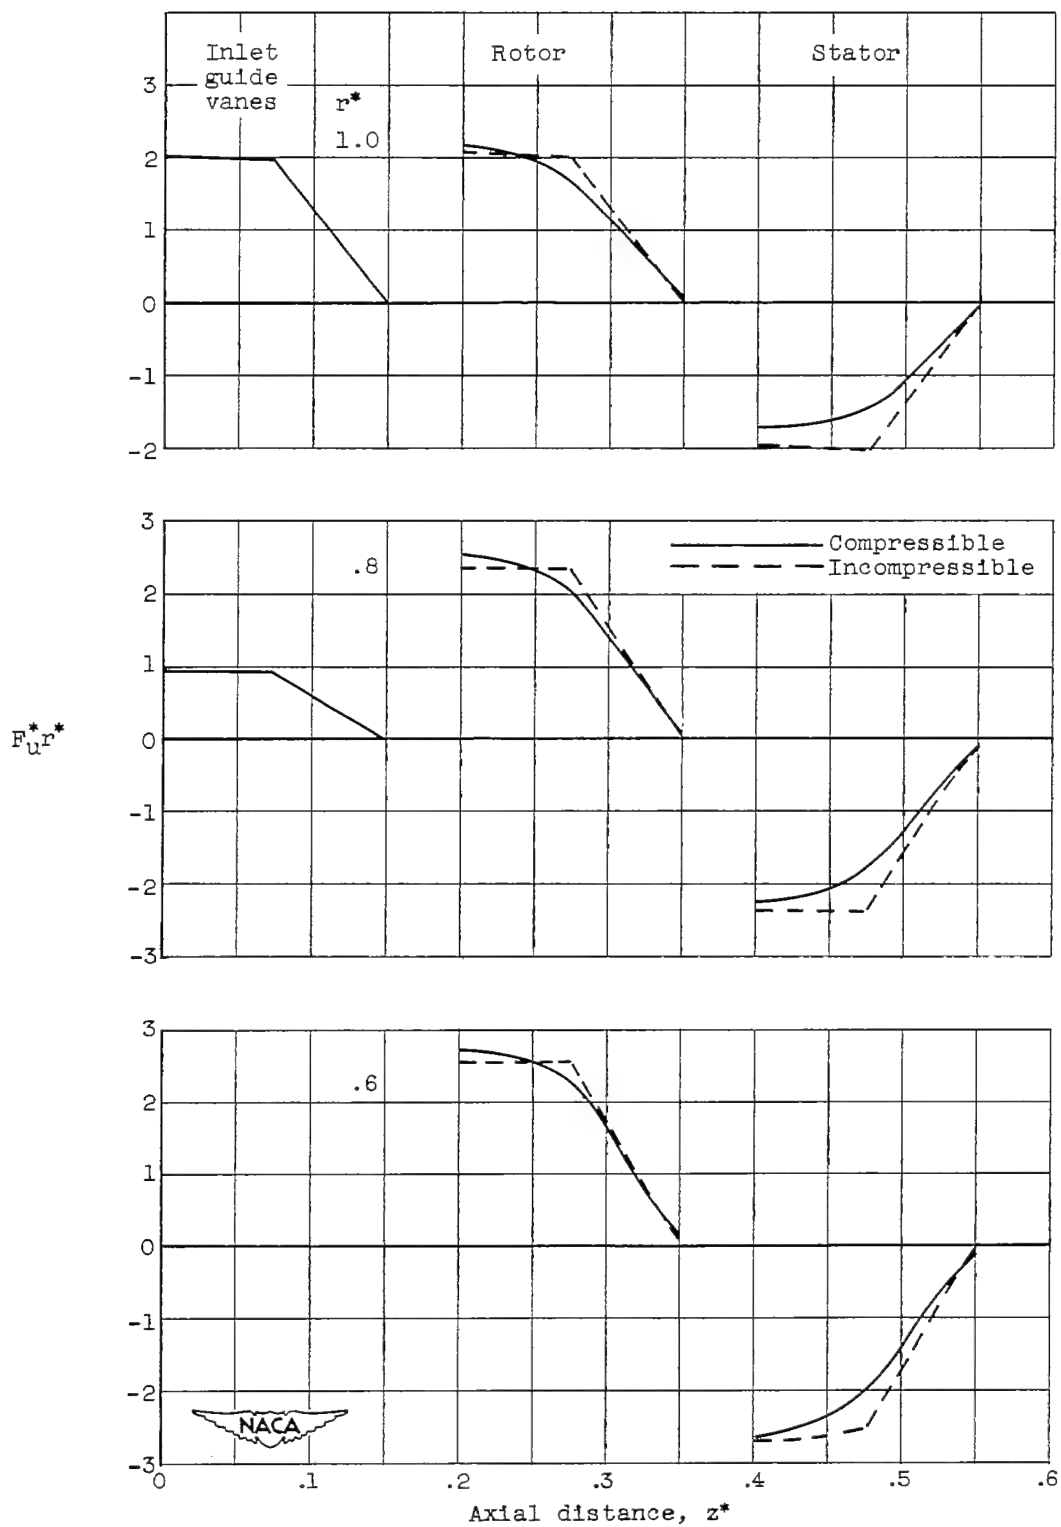 Inlet guide vanes
Rotor
Stator
r*
1.0
3
2
1
0
-1
-2
Compressible
Incompressible
.8
3
2
1
0
-1
-2
-3
F*u r*
.6
3
2
1
0
-1
-2
-3
NACA
0 .1 .2 .3 .4 .5 .6
Axial distance, z*